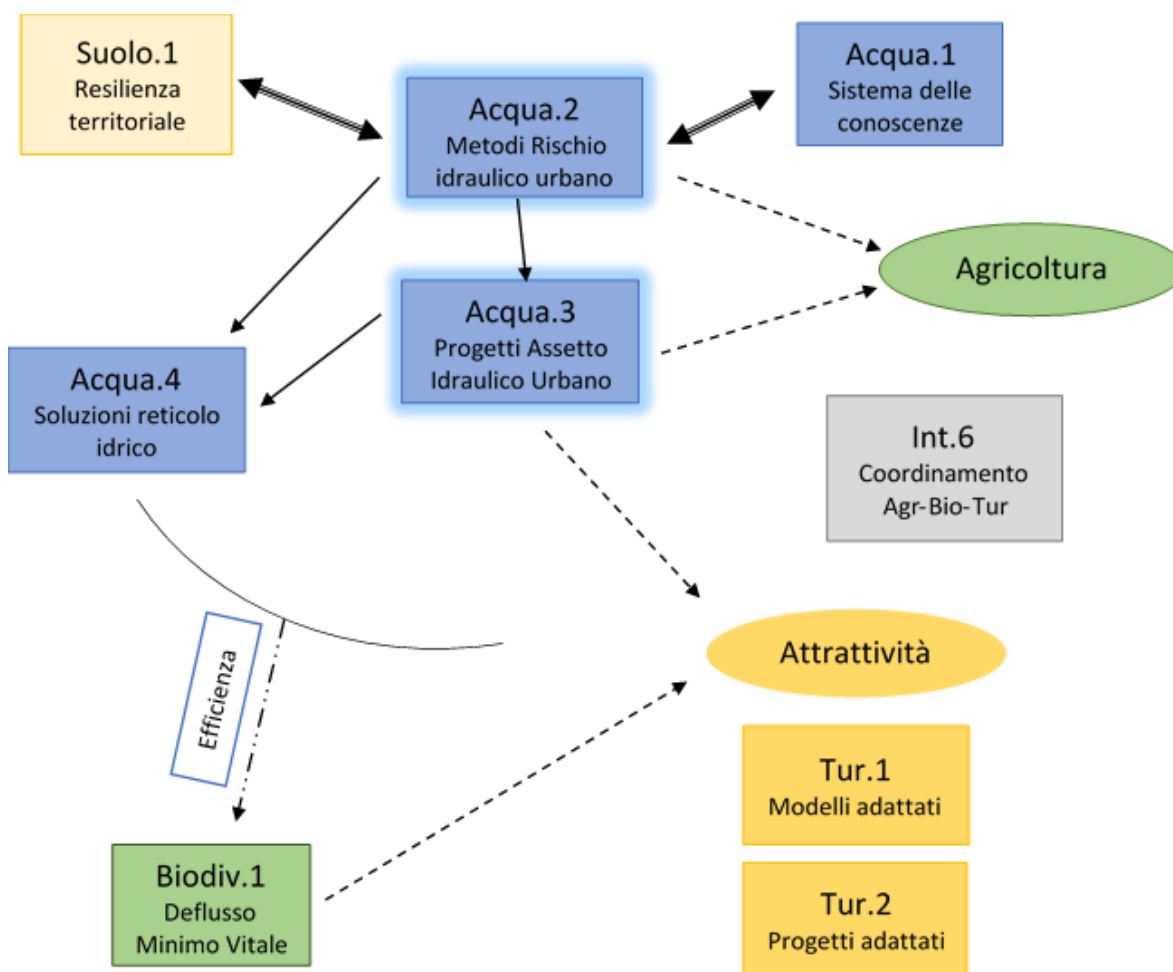 Suolo.1
Resilienza
territoriale
Acqua.2
Metodi Rischio
idraulico urbano
Acqua.1
Sistema delle
conoscenze
Agricoltura
Acqua.3
Progetti Assetto
Idraulico Urbano
Acqua.4
Soluzioni reticolo
idrico
Int.6
Coordinamento
Agr-Bio-Tur
Efficienza
Attrattività
Tur.1
Modelli adattati
Biodiv.1
Deflusso
Minimo Vitale
Tur.2
Progetti adattati